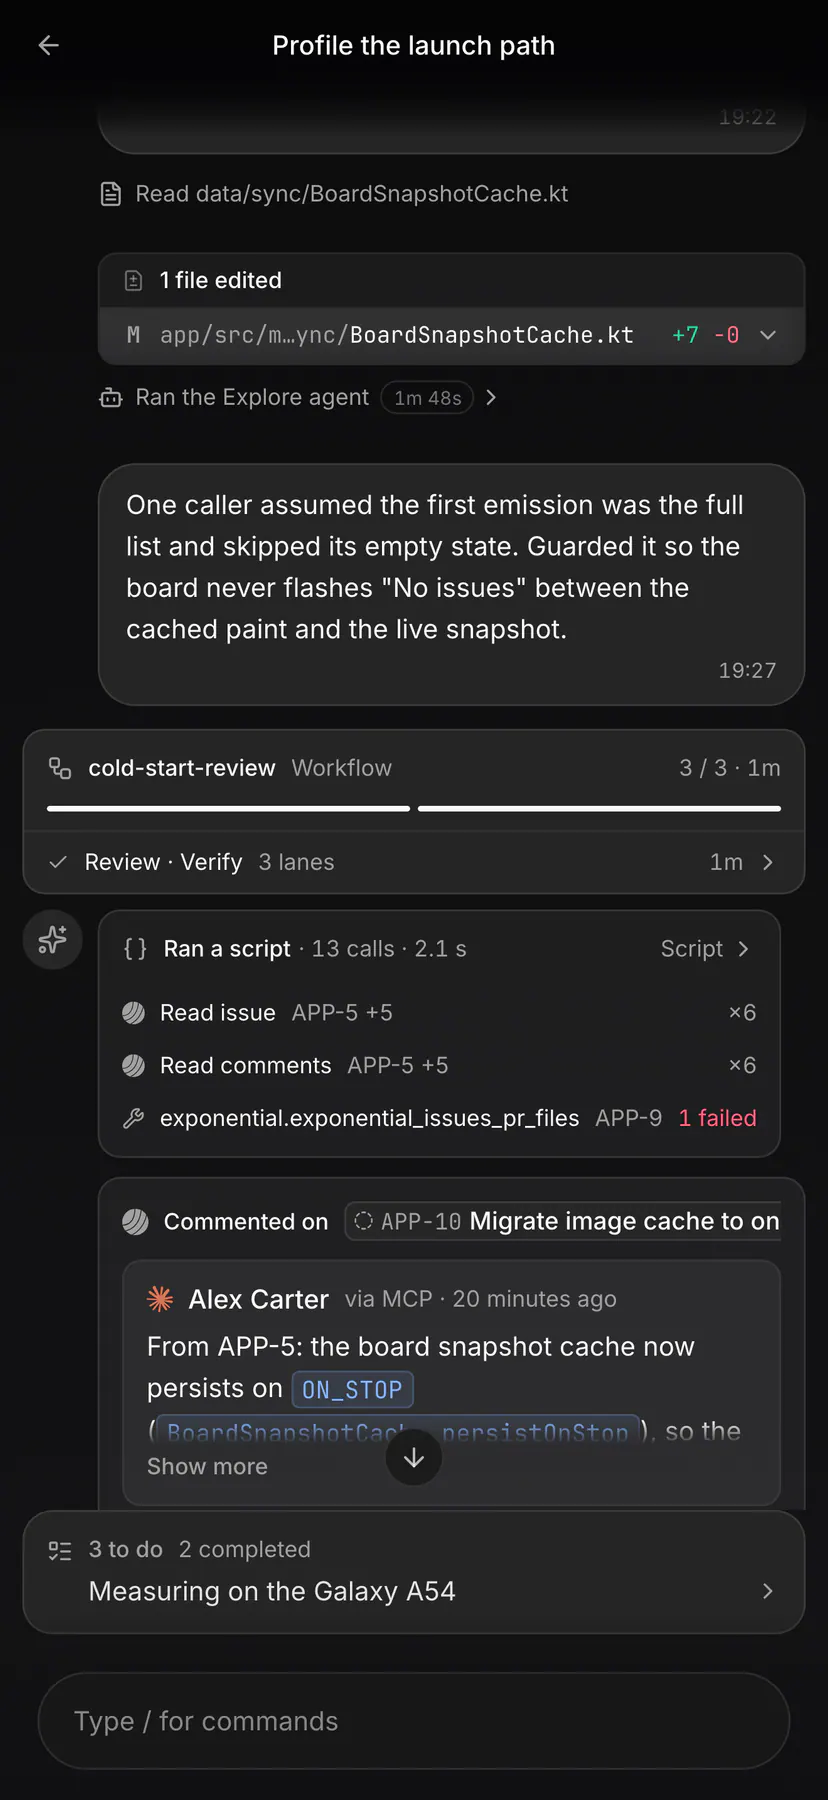 Profile the launch path
19:22
Read data/sync/BoardSnapshotCache.kt
1 file edited
M app/src/m…ync/BoardSnapshotCache.kt +7 -0
Ran the Explore agent 1m 48s
One caller assumed the first emission was the full
list and skipped its empty state. Guarded it so the
board never flashes "No issues" between the
cached paint and the live snapshot.
19:27
cold-start-review Workflow 3 / 3 · 1m
Review · Verify 3 lanes 1m
{} Ran a script · 13 calls · 2.1 s Script
Read issue APP-5 +5 ×6
Read comments APP-5 +5 ×6
exponential.exponential_issues_pr_files APP-9 1 failed
Commented on APP-10 Migrate image cache to on
Alex Carter via MCP · 20 minutes ago
From APP-5: the board snapshot cache now
persists on ON_STOP
(BoardSnapshotCach persistOnStop), so the
Show more
3 to do 2 completed
Measuring on the Galaxy A54
Type / for commands